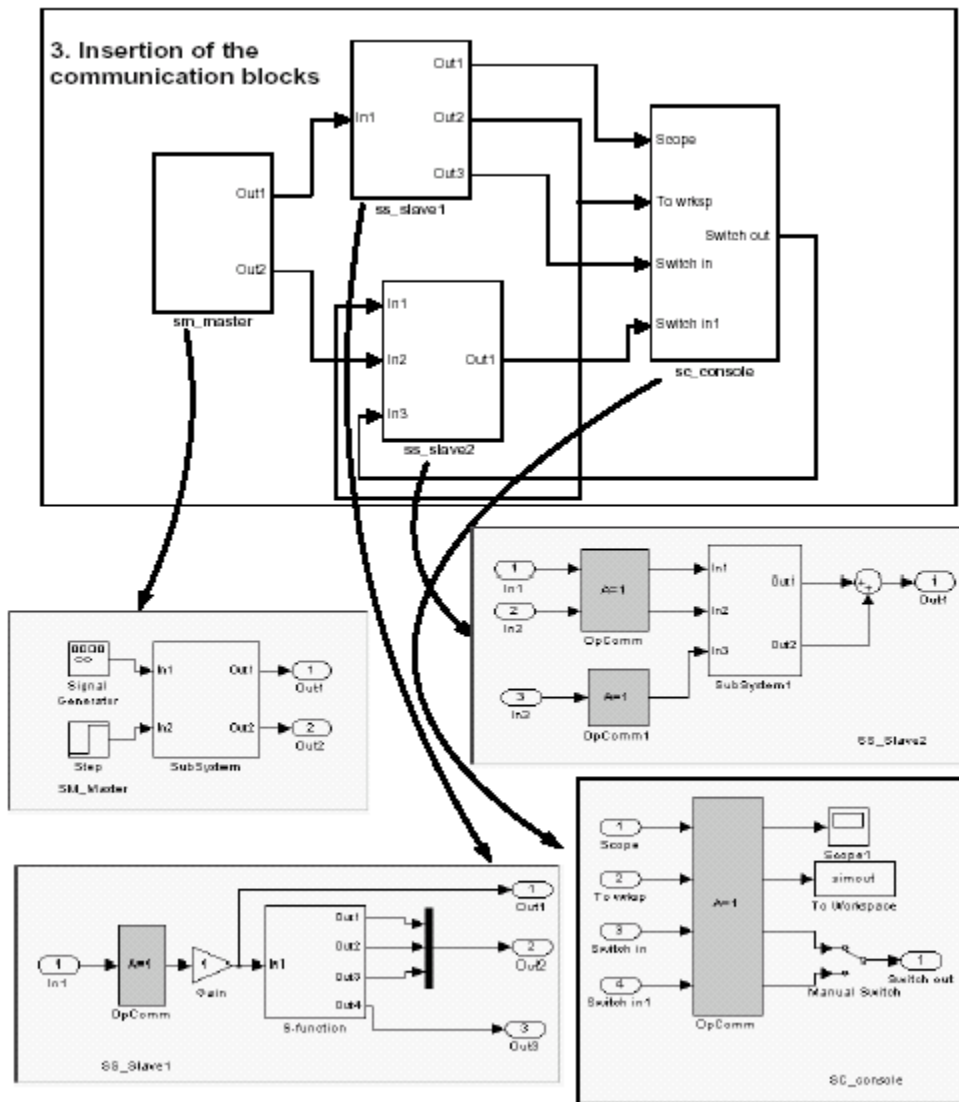 3. Insertion of the
communication blocks
Out1
In1
Out2
Out3
ss_slave1
Out1
Out2
sm_master
Scope
To wrksp
Switch out
Switch in
Switch in1
sc_console
In1
In2
Out1
In3
ss_slave2
1
In1
2
In2
A=1
OpComm
In1
In2
In3
Out1
Out2
SubSystem1
1
Out1
3
In3
A=1
OpComm1
SS_Slave2
Signal
Generator
Step
In1
In2
Out1
Out2
SubSystem
1
Out1
2
Out2
SM_Master
1
In1
A=1
OpComm
1
Gain
In1
Out1
Out2
Out3
Out4
S-function
1
Out1
2
Out2
3
Out3
SS_Slave1
1
Scope
2
To wrksp
3
Switch in
4
Switch in1
A=1
OpComm
Scope1
simout
To Workspace
Manual Switch
1
Switch out
SC_console